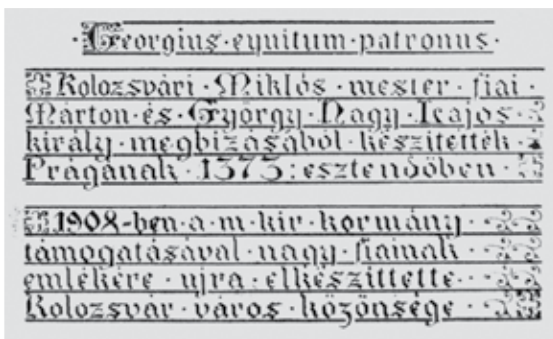 · Georgius · equitum · patronus ·
Kolozsvári · Miklós · mester · fiai ·
Márton · és · György · Nagy · Lajos ·
király · megbizásából · készitették ·
Prágának · 1373 : esztendőben ·
1908-ban · a · m · kir · kormány ·
támogatásával · nagy · fiainak ·
emlékére · ujra · elkészittette ·
Kolozsvár · város · közönsége ·